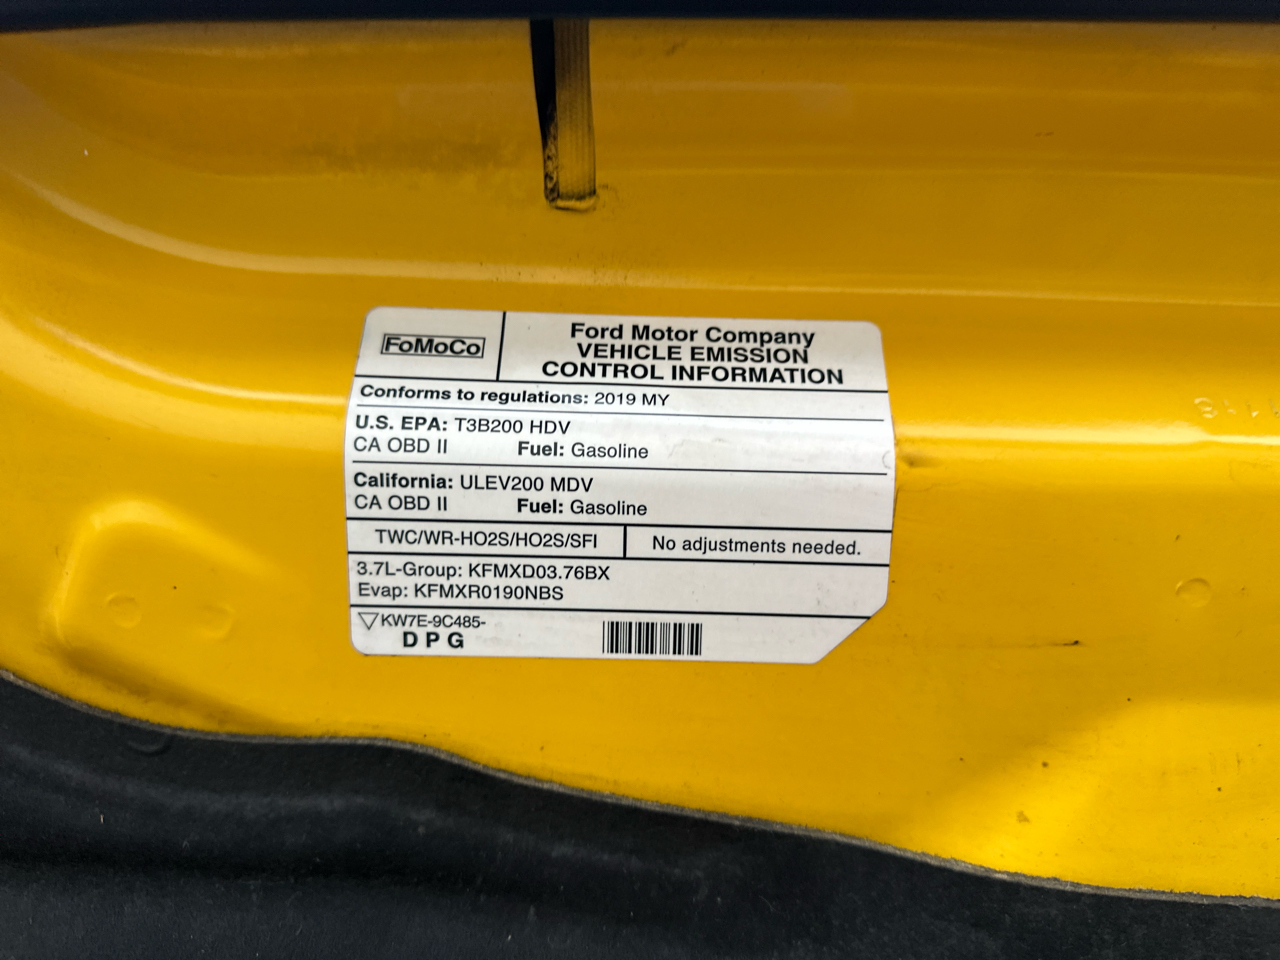 FoMoCo
Ford Motor Company
VEHICLE EMISSION
CONTROL INFORMATION
Conforms to regulations: 2019 MY
U.S. EPA: T3B200 HDV
CA OBD II Fuel: Gasoline
California: ULEV200 MDV
CA OBD II Fuel: Gasoline
TWC/WR-HO2S/HO2S/SFI
No adjustments needed.
3.7L-Group: KFMXD03.76BX
Evap: KFMXR0190NBS
KW7E-9C485-
D P G